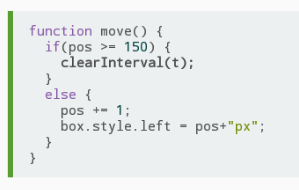 function move() {
  if(pos >= 150) {
    clearInterval(t);
  }
  else {
    pos += 1;
    box.style.left = pos+"px";
  }
}